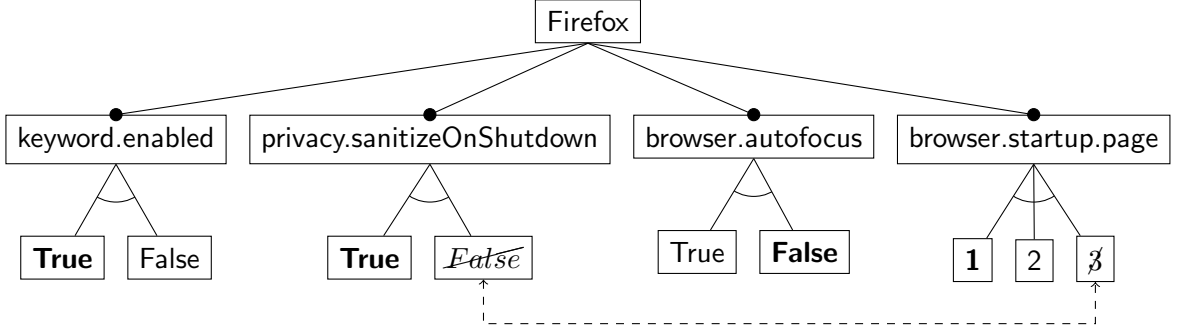 Firefox
keyword.enabled privacy.sanitizeOnShutdown browser.autofocus browser.startup.page
True False True False True False 1 2 3